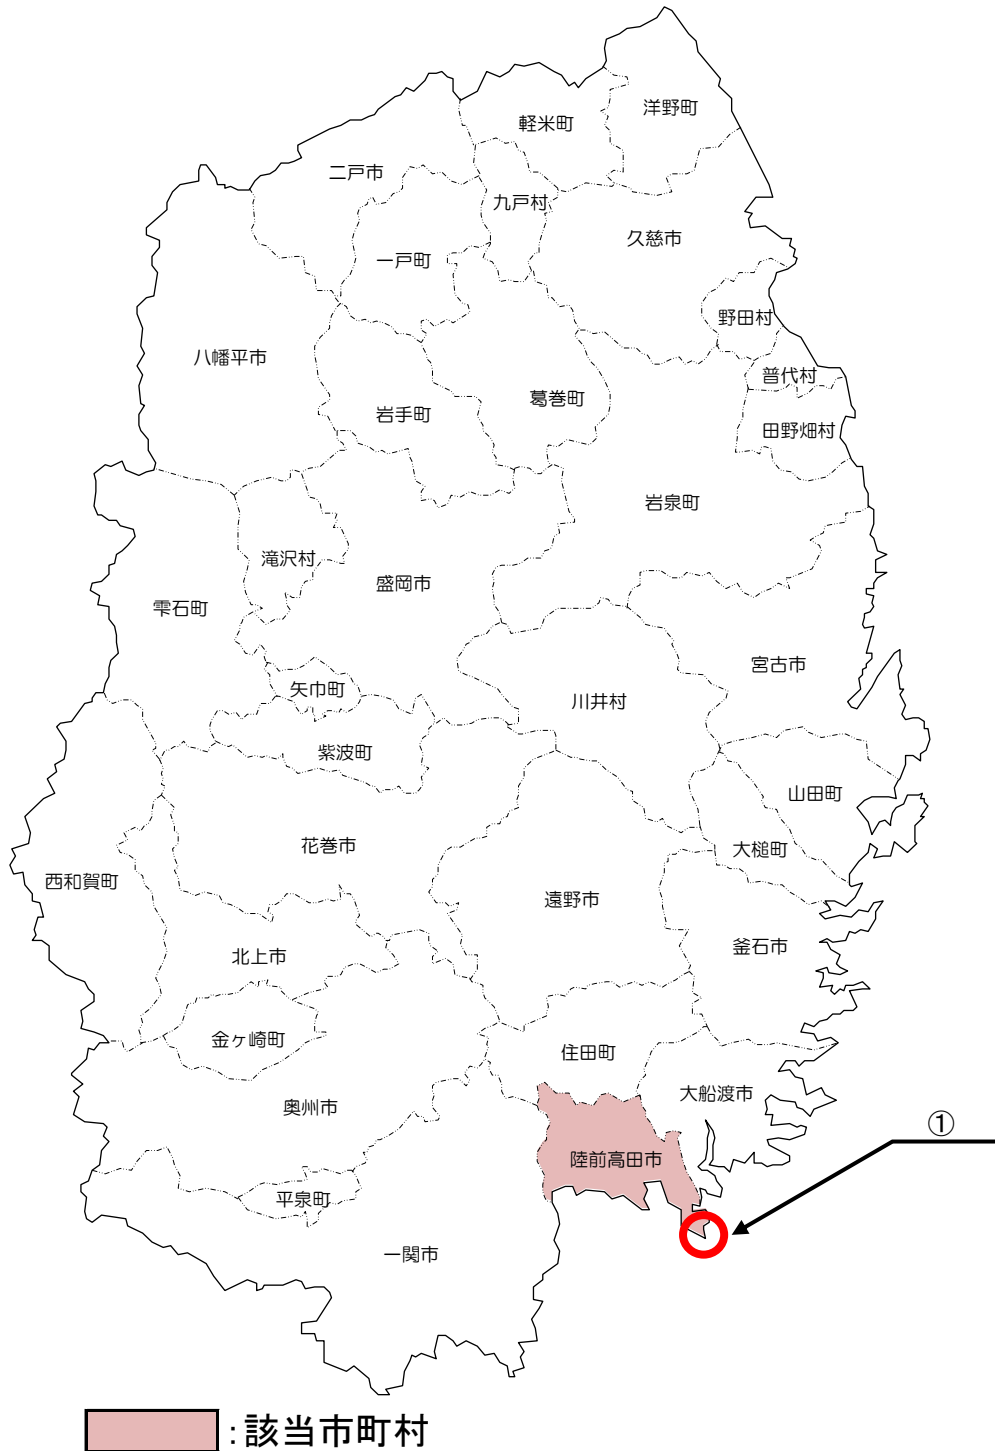 洋野町
軽米町
二戸市
九戸村
久慈市
一戸町
野田村
八幡平市
普代村
葛巻町
岩手町
田野畑村
岩泉町
滝沢村
盛岡市
雫石町
宮古市
矢巾町
川井村
紫波町
山田町
花巻市
大槌町
西和賀町
遠野市
釜石市
北上市
金ヶ崎町
住田町
大船渡市
奥州市
①
陸前高田市
平泉町
一関市
:該当市町村